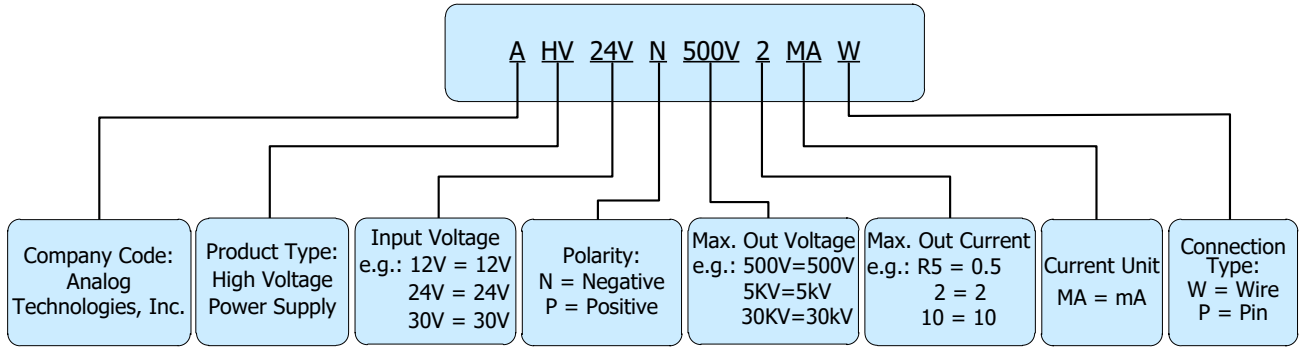 A HV 24V N 500V 2 MA W
Company Code:
Analog
Technologies, Inc.
Product Type:
High Voltage
Power Supply
Input Voltage
e.g.: 12V = 12V
24V = 24V
30V = 30V
Polarity:
N = Negative
P = Positive
Max. Out Voltage
e.g.: 500V=500V
5KV=5kV
30KV=30kV
Max. Out Current
e.g.: R5 = 0.5
2 = 2
10 = 10
Current Unit
MA = mA
Connection
Type:
W = Wire
P = Pin